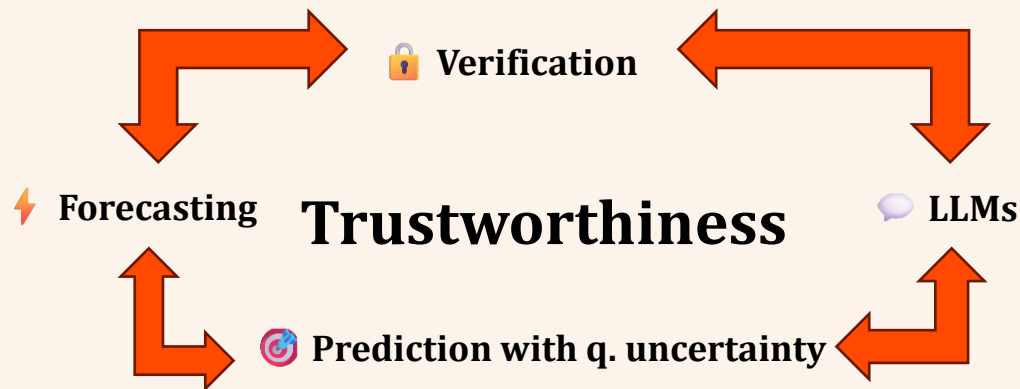 Verification
Forecasting
Trustworthiness
LLMs
Prediction with q. uncertainty